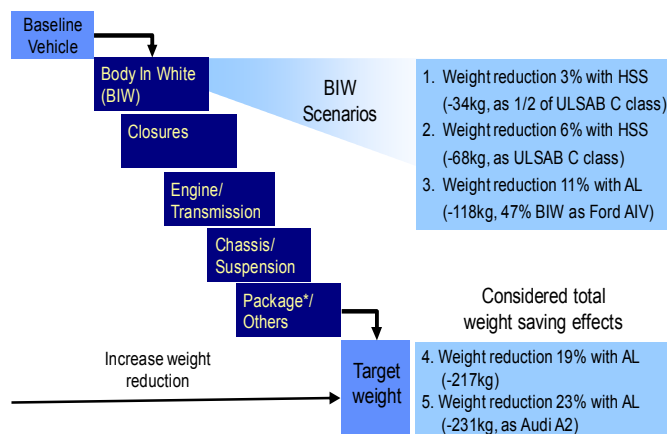 Baseline
Vehicle
Body In White
(BIW)
Closures
Engine/
Transmission
Chassis/
Suspension
Package*/
Others
Increase weight
reduction
Target
weight
BIW
Scenarios
1. Weight reduction 3% with HSS
(-34kg, as 1/2 of ULSAB C class)
2. Weight reduction 6% with HSS
(-68kg, as ULSAB C class)
3. Weight reduction 11% with AL
(-118kg, 47% BIW as Ford AIV)
Considered total
weight saving effects
4. Weight reduction 19% with AL
(-217kg)
5. Weight reduction 23% with AL
(-231kg, as Audi A2)